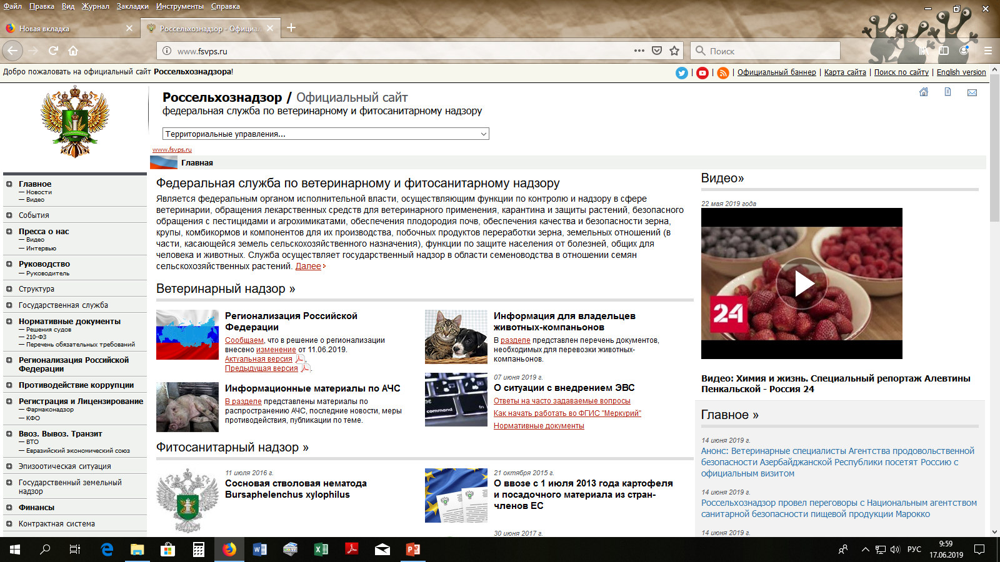 Файл Правка Вид Журнал Закладки Инструменты Справка
Новая вкладка
Россельхознадзор - Официал
www.fsvps.ru
Поиск
Добро пожаловать на официальный сайт Россельхознадзора!
| | | Официальный баннер | Карта сайта | Поиск по сайту | English version
Россельхознадзор / Официальный сайт
федеральная служба по ветеринарному и фитосанитарному надзору
Территориальные управления...
www.fsvps.ru
Главная
Главное
— Новости
— Видео
События
Пресса о нас
— Видео
— Интервью
Руководство
— Руководитель
Структура
Государственная служба
Нормативные документы
— Решения судов
— 210-ФЗ
— Перечень обязательных требований
Регионализация Российской
Федерации
Противодействие коррупции
Регистрация и Лицензирование
— Фармаконадзор
— КФО
Ввоз. Вывоз. Транзит
— ВТО
— Евразийский экономический союз
Эпизоотическая ситуация
Государственный земельный
надзор
Финансы
Контрактная система
Федеральная служба по ветеринарному и фитосанитарному надзору
Является федеральным органом исполнительной власти, осуществляющим функции по контролю и надзору в сфере
ветеринарии, обращения лекарственных средств для ветеринарного применения, карантина и защиты растений, безопасного
обращения с пестицидами и агрохимикатами, обеспечения плодородия почв, обеспечения качества и безопасности зерна,
крупы, комбикормов и компонентов для их производства, побочных продуктов переработки зерна, земельных отношений (в
части, касающейся земель сельскохозяйственного назначения), функции по защите населения от болезней, общих для
человека и животных. Служба осуществляет государственный надзор в области семеноводства в отношении семян
сельскохозяйственных растений. Далее
Ветеринарный надзор »
Регионализация Российской
Федерации
Сообщаем, что в решение о регионализации
внесено изменение от 11.06.2019.
Актуальная версия ,
Предыдущая версия .
Информация для владельцев
животных-компаньонов
В разделе представлен перечень документов,
необходимых для перевозки животных-
компаньонов.
Информационные материалы по АЧС
В разделе представлены материалы по
распространению АЧС, последние новости, меры
противодействия, публикации по теме.
command fn
07 июня 2019 г.
О ситуации с внедрением ЭВС
Ответы на часто задаваемые вопросы
Как начать работать во ФГИС "Меркурий"
Нормативные документы
Фитосанитарный надзор »
11 июля 2016 г.
Сосновая стволовая нематода
Bursaphelenchus xylophilus
21 октября 2015 г.
О ввозе с 1 июля 2013 года картофеля
и посадочного материала из стран-
членов ЕС
30 июня 2017 г.
Видео»
22 мая 2019 года
24
Видео: Химия и жизнь. Специальный репортаж Алевтины
Пенкальской - Россия 24
Главное »
14 июня 2019 г.
Анонс: Ветеринарные специалисты Агентства продовольственной
безопасности Азербайджанской Республики посетят Россию с
официальным визитом
14 июня 2019 г.
Россельхознадзор провел переговоры с Национальным агентством
санитарной безопасности пищевой продукции Марокко
14 июня 2019 г.
РУС
9:59
17.06.2019